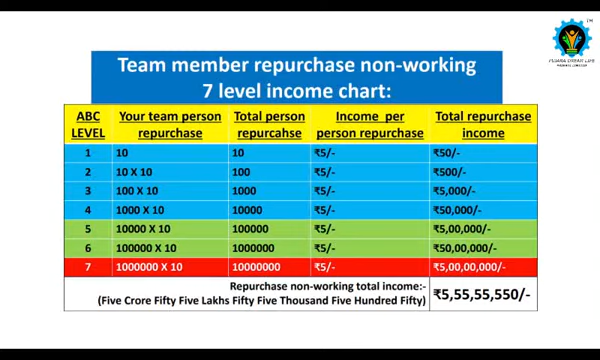 TM
Team member repurchase non-working
7 level income chart:
ABC LEVEL Your team person repurchase Total person repurcahse Income per person repurchase Total repurchase income
1 10 10 ₹5/- ₹50/-
2 10 X 10 100 ₹5/- ₹500/-
3 100 X 10 1000 ₹5/- ₹5,000/-
4 1000 X 10 10000 ₹5/- ₹50,000/-
5 10000 X 10 100000 ₹5/- ₹5,00,000/-
6 100000 X 10 1000000 ₹5/- ₹50,00,000/-
7 1000000 X 10 10000000 ₹5/- ₹5,00,00,000/-
Repurchase non-working total income:-
(Five Crore Fifty Five Lakhs Fifty Five Thousand Five Hundred Fifty) ₹5,55,55,550/-